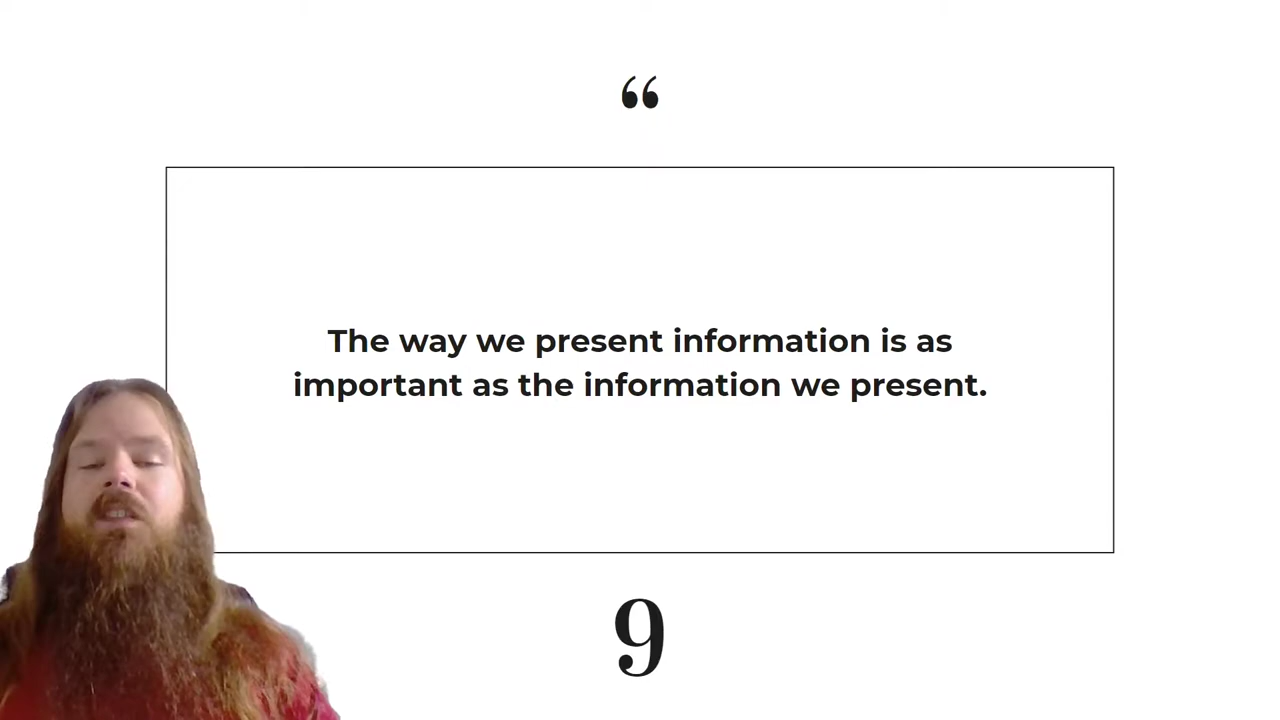 “
The way we present information is as
important as the information we present.
9